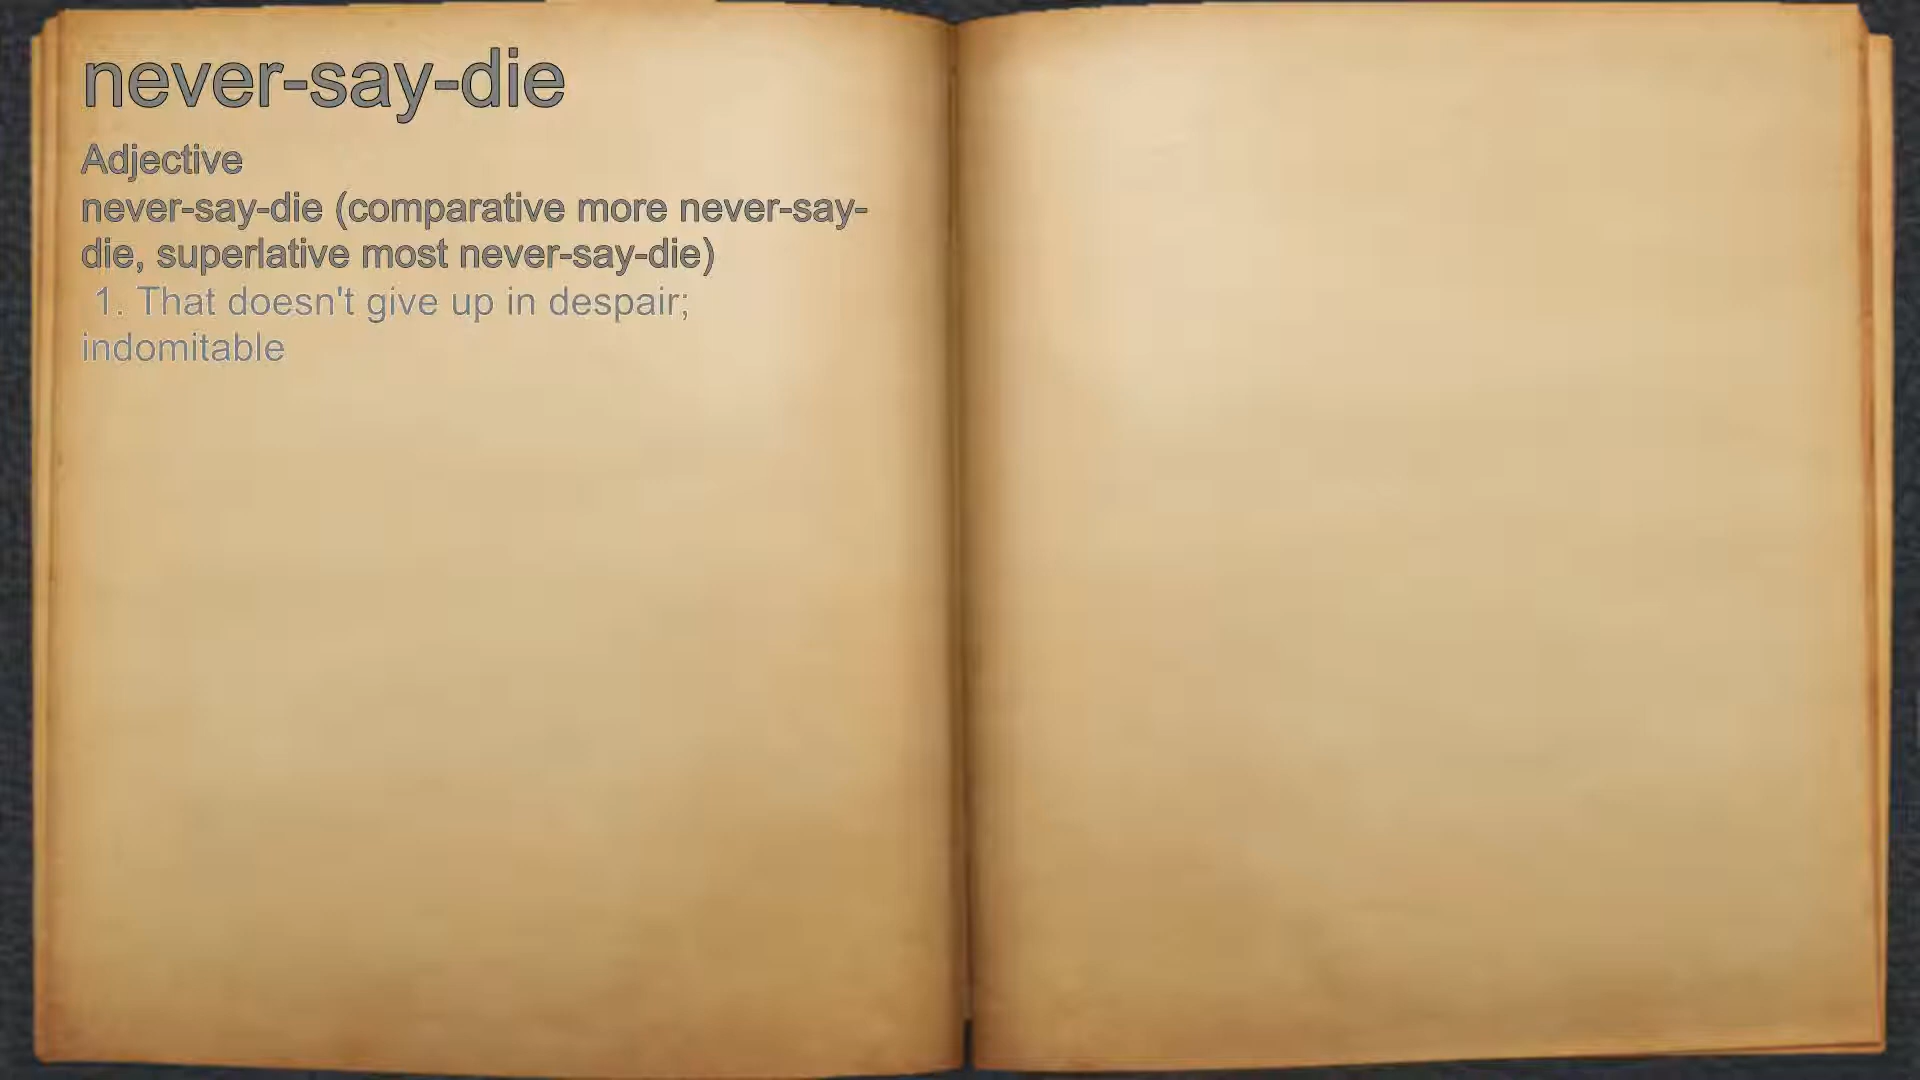 never-say-die
Adjective
never-say-die (comparative more never-say-
die, superlative most never-say-die)
1. That doesn't give up in despair;
indomitable